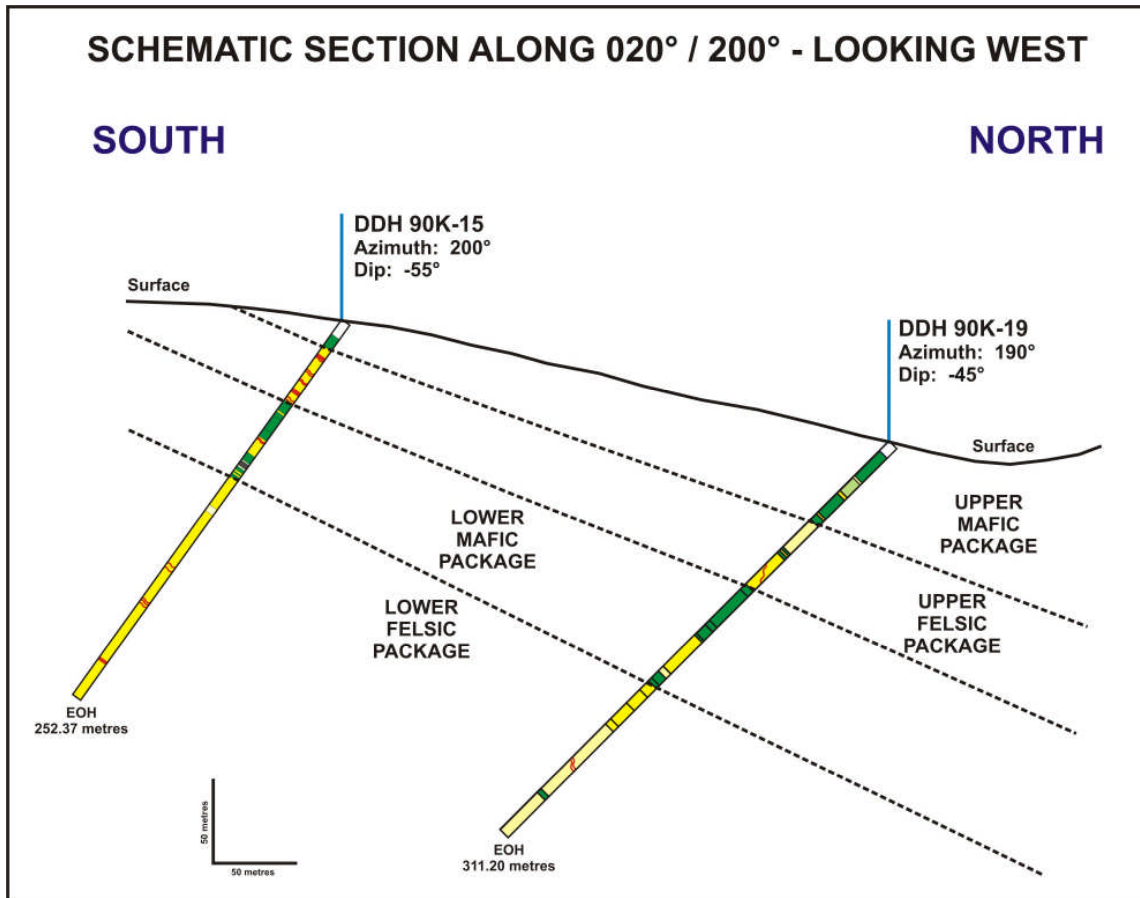 SCHEMATIC SECTION ALONG 020° / 200° - LOOKING WEST
SOUTH
NORTH
DDH 90K-15
Azimuth: 200°
Dip: -55°
Surface
DDH 90K-19
Azimuth: 190°
Dip: -45°
Surface
UPPER
MAFIC
PACKAGE
LOWER
MAFIC
PACKAGE
UPPER
FELSIC
PACKAGE
LOWER
FELSIC
PACKAGE
EOH
252.37 metres
50 metres
50 metres
EOH
311.20 metres